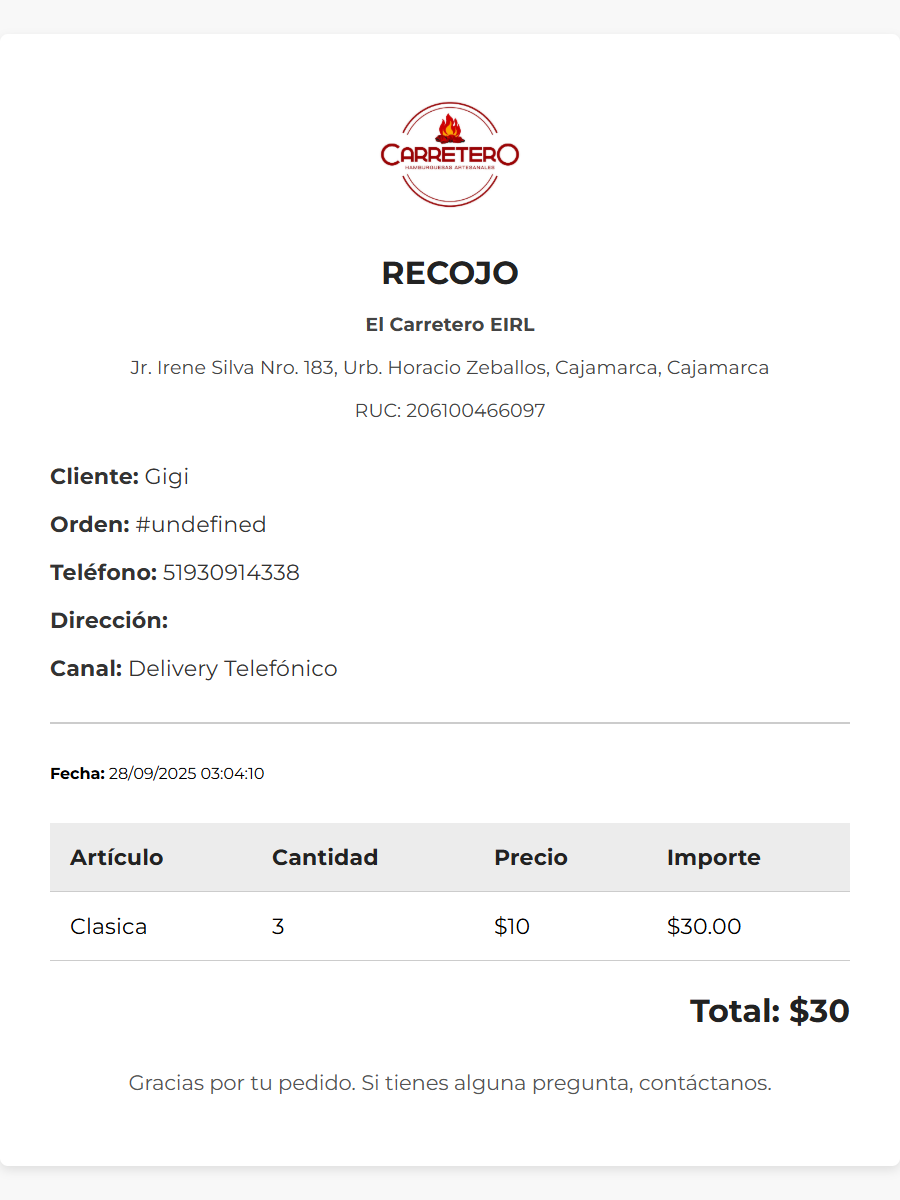 CARRETERO
HAMBURGUESAS ARTESANALES
RECOJO
El Carretero EIRL
Jr. Irene Silva Nro. 183, Urb. Horacio Zeballos, Cajamarca, Cajamarca
RUC: 206100466097
Cliente: Gigi
Orden: #undefined
Teléfono: 51930914338
Dirección:
Canal: Delivery Telefónico
Fecha: 28/09/2025 03:04:10
Artículo Cantidad Precio Importe
Clasica 3 $10 $30.00
Total: $30
Gracias por tu pedido. Si tienes alguna pregunta, contáctanos.